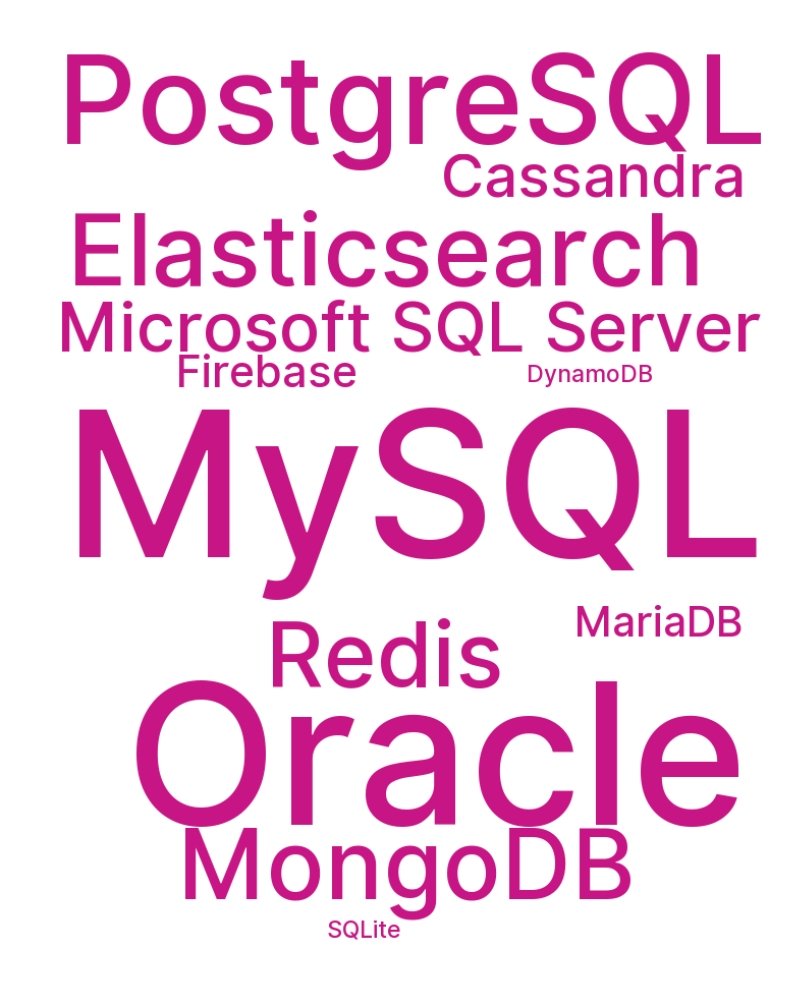 PostgreSQL
Cassandra
Elasticsearch
Microsoft SQL Server
Firebase
DynamoDB
MySQL
MariaDB
Redis
Oracle
MongoDB
SQLite